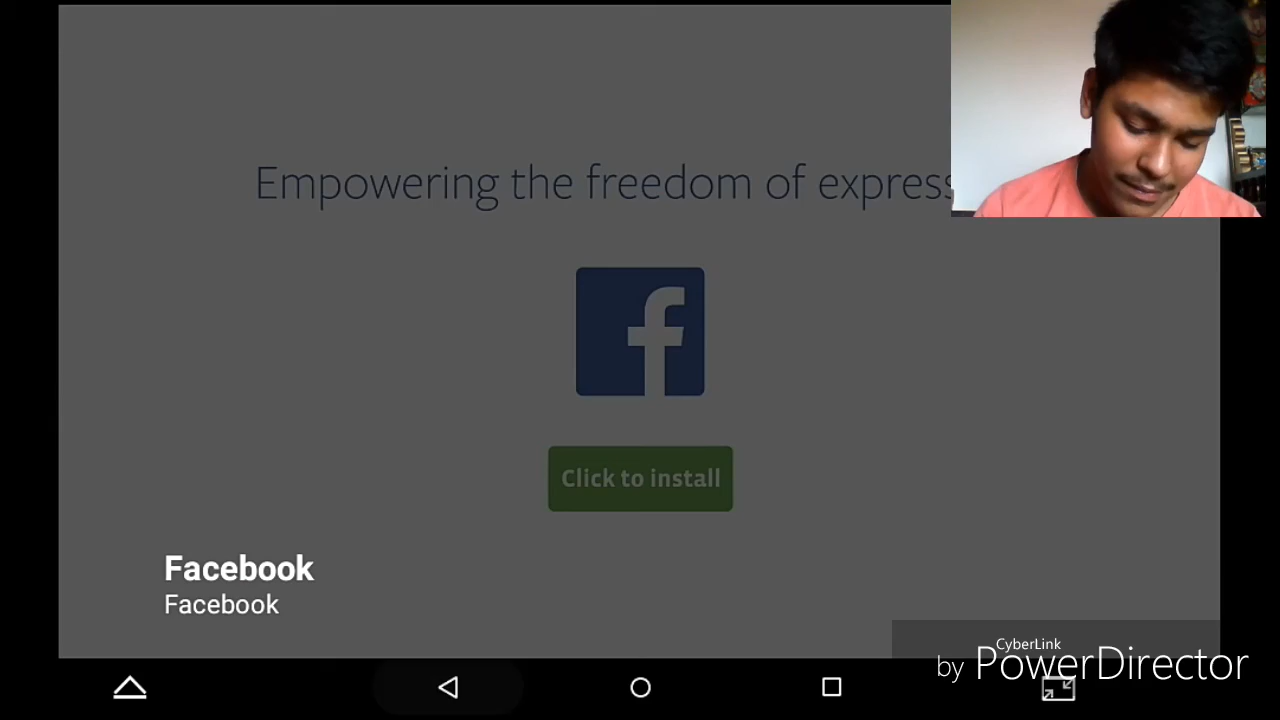 Empowering the freedom of express
f
Click to install
Facebook
Facebook
CyberLink
by PowerDirector